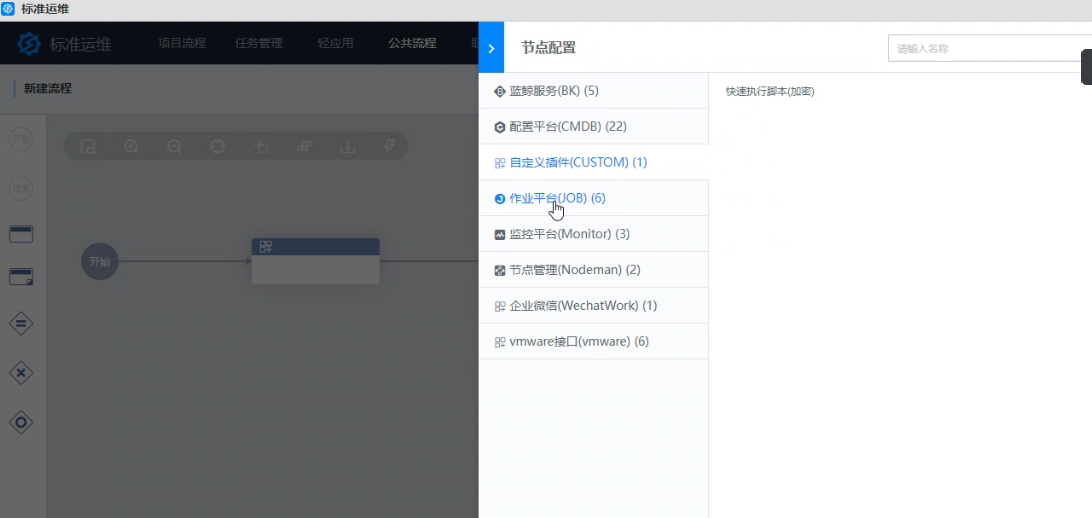 标准运维
标准运维
项目流程
任务管理
轻应用
公共流程
新建流程
开始
结束
开始
节点配置
请输入名称
蓝鲸服务(BK) (5)
配置平台(CMDB) (22)
自定义插件(CUSTOM) (1)
作业平台(JOB) (6)
监控平台(Monitor) (3)
节点管理(Nodeman) (2)
企业微信(WechatWork) (1)
vmware接口(vmware) (6)
快速执行脚本(加密)